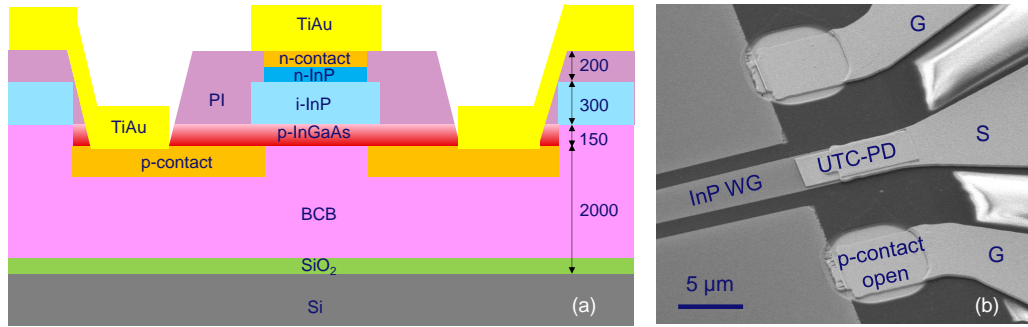 TiAu
n-contact
n-InP
200
PI
i-InP
300
TiAu
p-InGaAs
150
p-contact
BCB
2000
SiO₂
Si
(a)
G
S
UTC-PD
InP WG
p-contact
open
G
5 µm
(b)